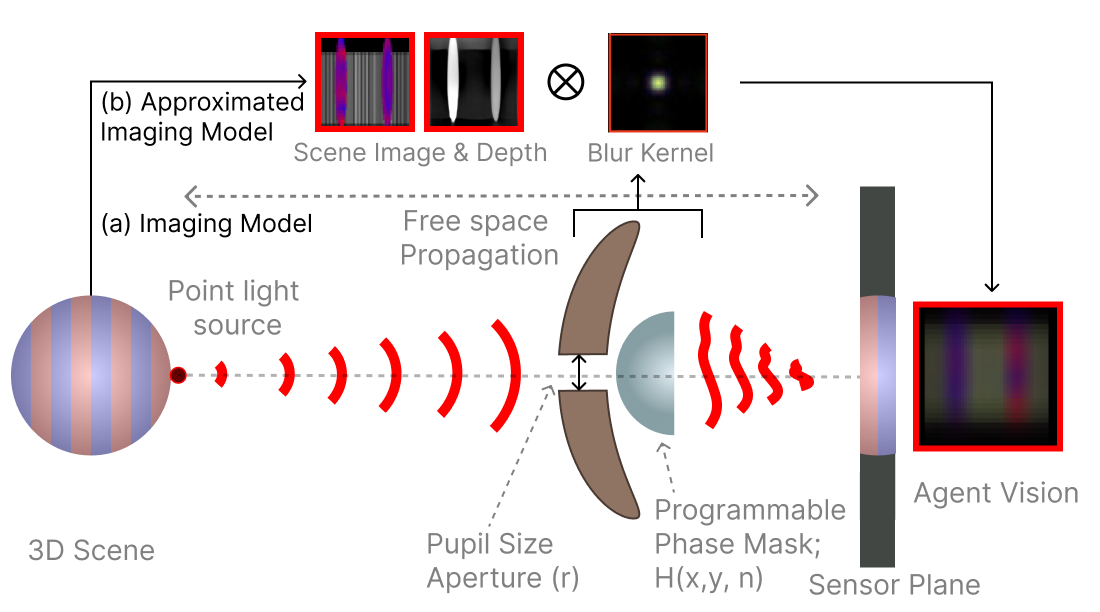 (b) Approximated
Imaging Model
Scene Image & Depth
Blur Kernel
(a) Imaging Model
Free space
Propagation
Point light
source
3D Scene
Pupil Size
Aperture (r)
Programmable
Phase Mask;
H(x,y, n)
Sensor Plane
Agent Vision